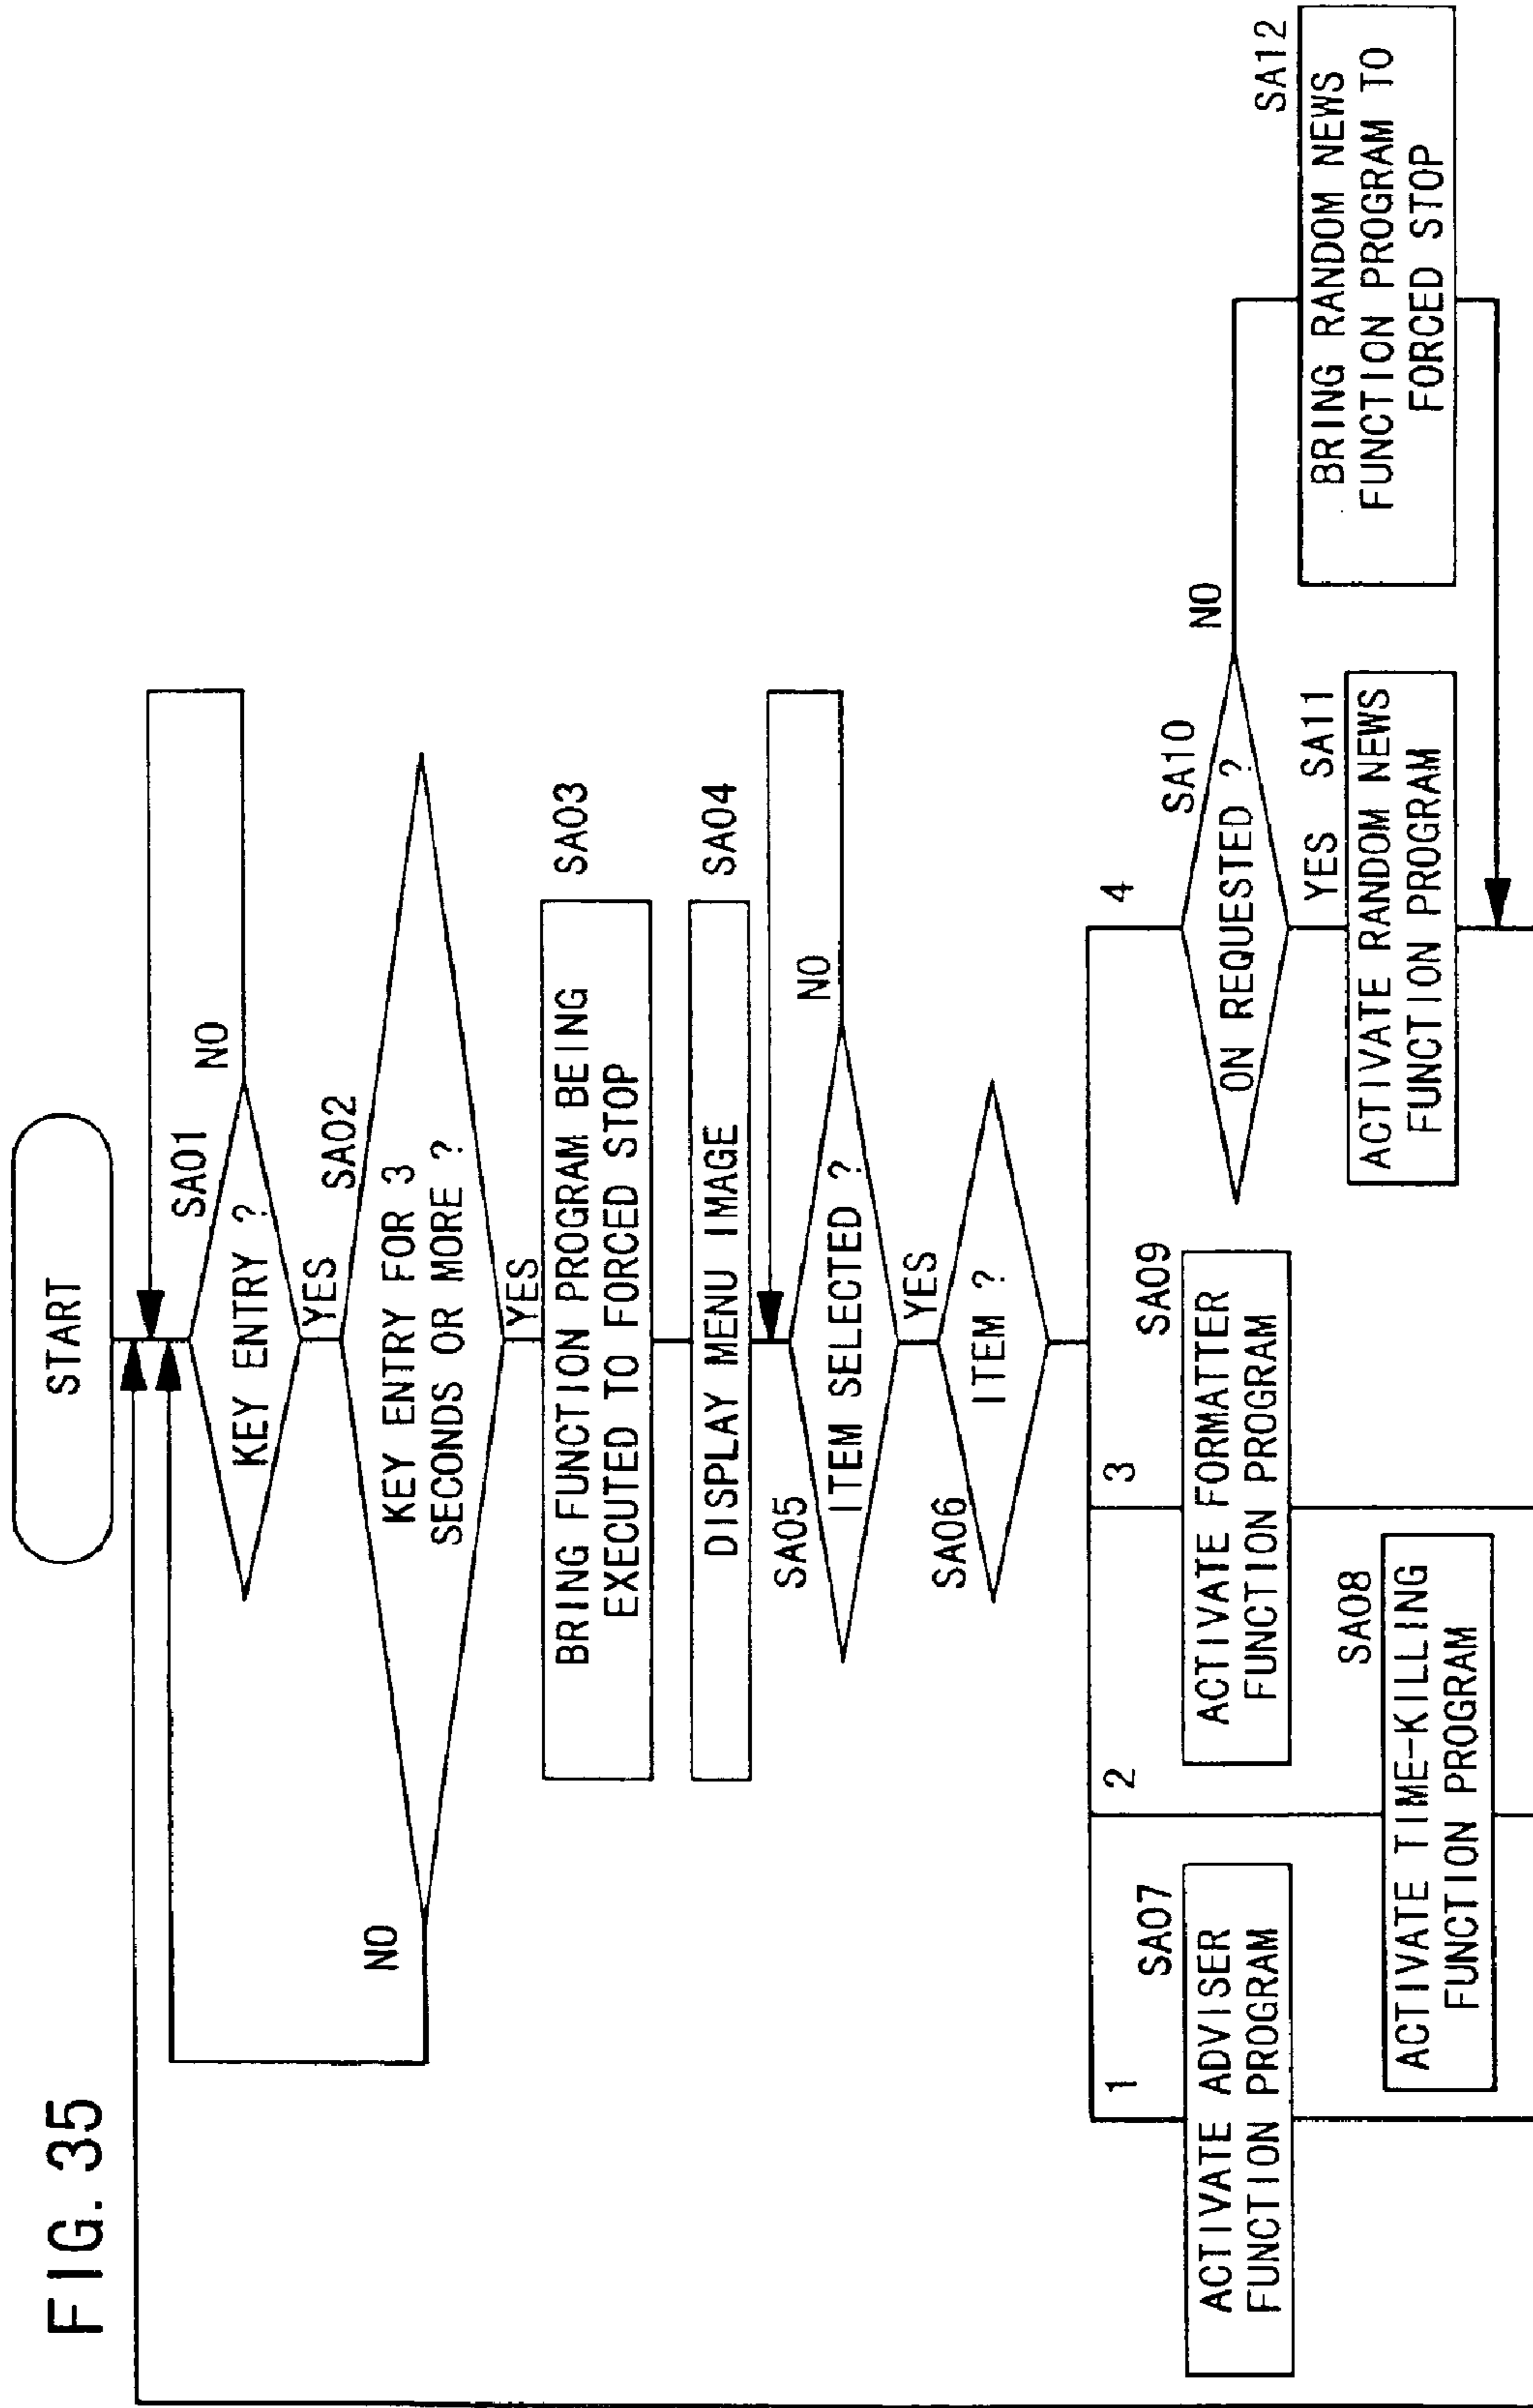 FIG. 35
START
SA01
KEY ENTRY ?
NO
YES
SA02
KEY ENTRY FOR 3
SECONDS OR MORE ?
NO
YES
SA03
BRING FUNCTION PROGRAM BEING
EXECUTED TO FORCED STOP
SA04
DISPLAY MENU IMAGE
SA05
ITEM SELECTED ?
NO
YES
SA06
ITEM ?
1
2
3
4
SA07
ACTIVATE ADVISER
FUNCTION PROGRAM
SA08
ACTIVATE TIME-KILLING
FUNCTION PROGRAM
SA09
ACTIVATE FORMATTER
FUNCTION PROGRAM
SA10
ON REQUESTED ?
NO
YES
SA11
ACTIVATE RANDOM NEWS
FUNCTION PROGRAM
SA12
BRING RANDOM NEWS
FUNCTION PROGRAM TO
FORCED STOP